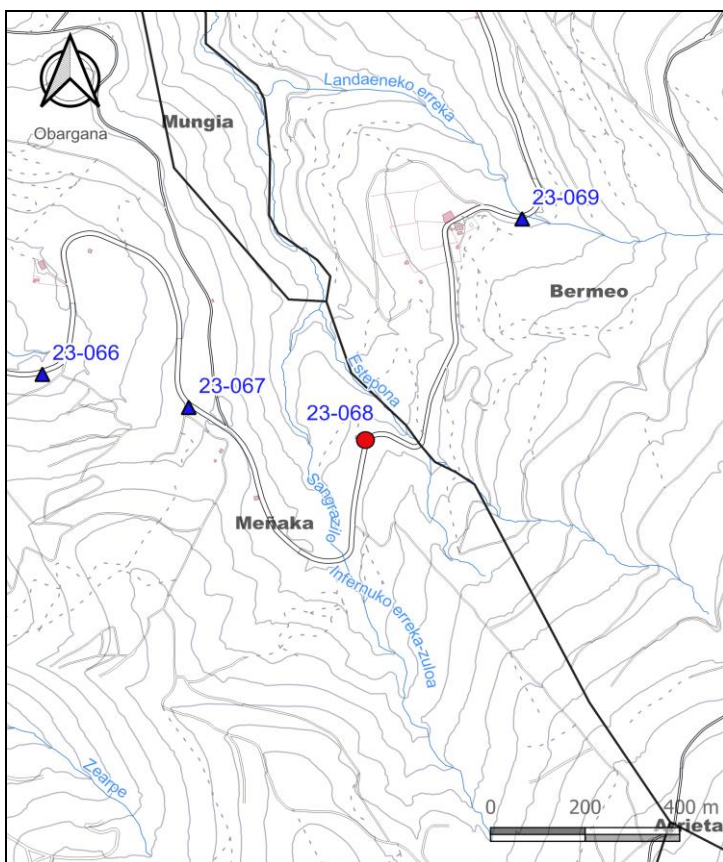 Landaeneko erreka
Mungia
Obargana
23-069
Bermeo
23-066
Estepona
23-067
23-068
Sangrazilo
Meñaka
Infernuko erreka-zuloa
Zearpe
0 200 400 m
Arrieta